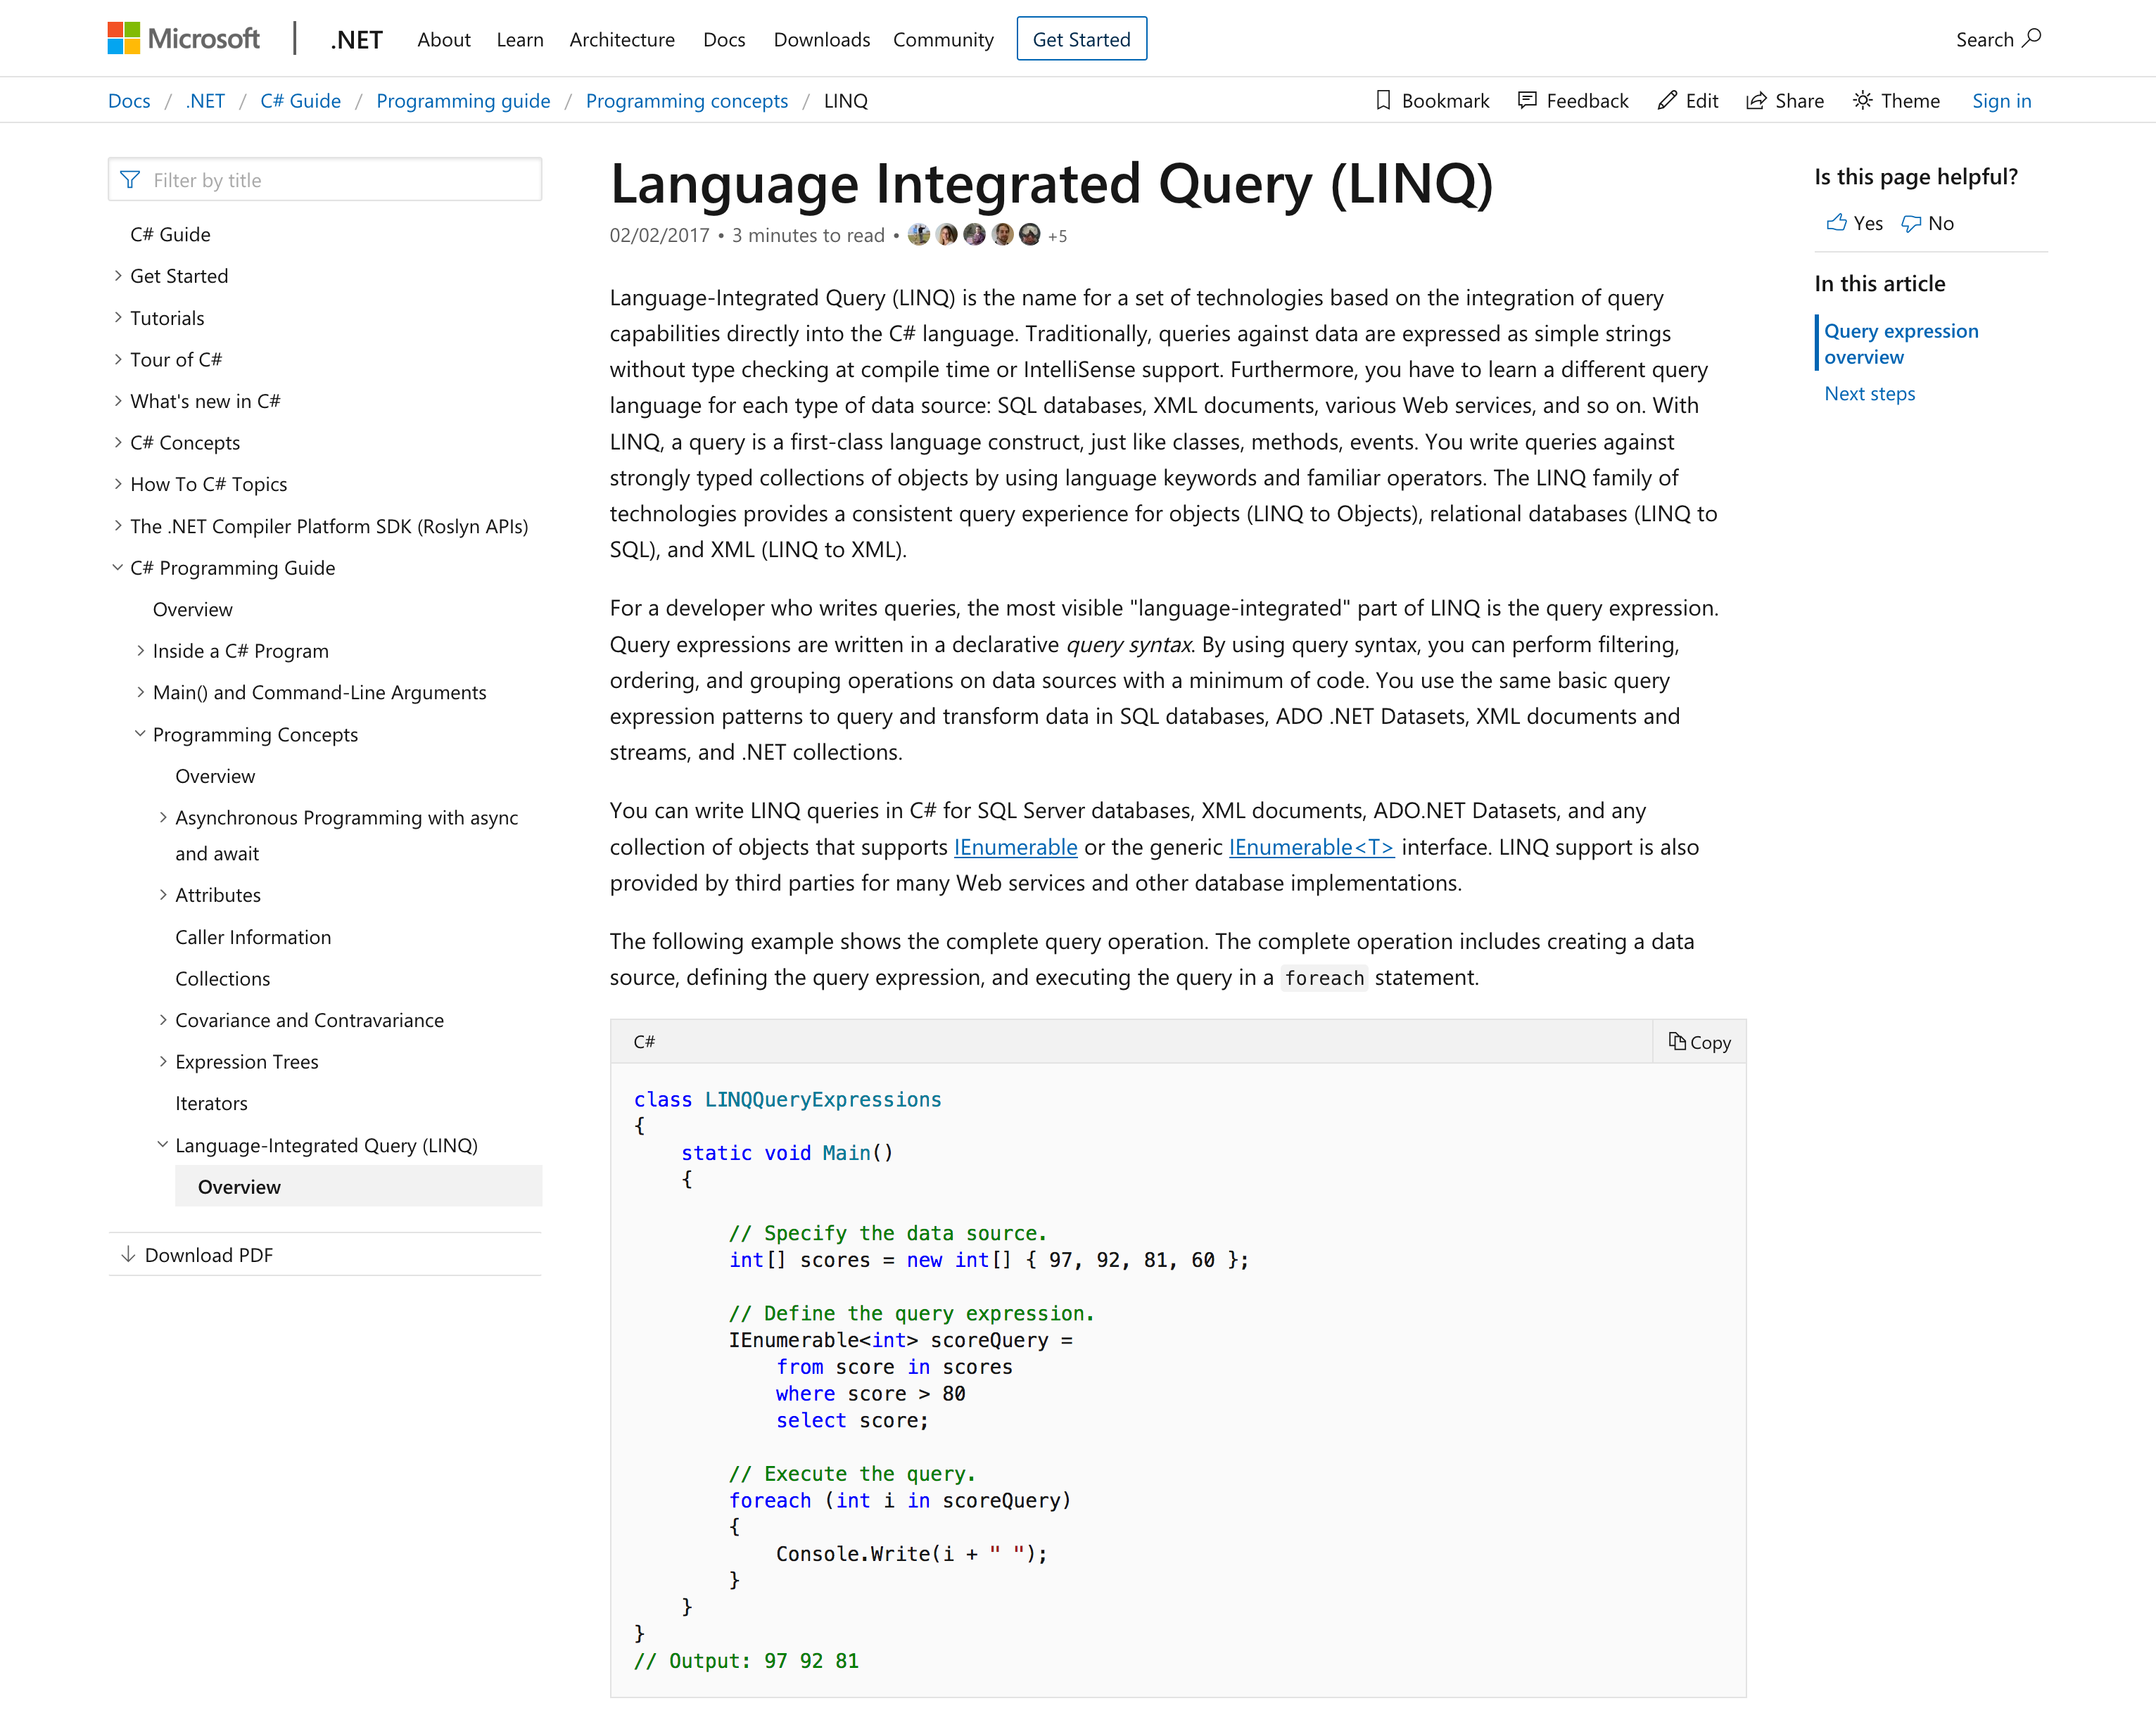 Microsoft | .NET About Learn Architecture Docs Downloads Community Get Started Search
Docs / .NET / C# Guide / Programming guide / Programming concepts / LINQ Bookmark Feedback Edit Share Theme Sign in
Filter by title
C# Guide
Get Started
Tutorials
Tour of C#
What's new in C#
C# Concepts
How To C# Topics
The .NET Compiler Platform SDK (Roslyn APIs)
C# Programming Guide
Overview
Inside a C# Program
Main() and Command-Line Arguments
Programming Concepts
Overview
Asynchronous Programming with async
and await
Attributes
Caller Information
Collections
Covariance and Contravariance
Expression Trees
Iterators
Language-Integrated Query (LINQ)
Overview
Download PDF
Language Integrated Query (LINQ)
02/02/2017 • 3 minutes to read • +5
Language-Integrated Query (LINQ) is the name for a set of technologies based on the integration of query
capabilities directly into the C# language. Traditionally, queries against data are expressed as simple strings
without type checking at compile time or IntelliSense support. Furthermore, you have to learn a different query
language for each type of data source: SQL databases, XML documents, various Web services, and so on. With
LINQ, a query is a first-class language construct, just like classes, methods, events. You write queries against
strongly typed collections of objects by using language keywords and familiar operators. The LINQ family of
technologies provides a consistent query experience for objects (LINQ to Objects), relational databases (LINQ to
SQL), and XML (LINQ to XML).
For a developer who writes queries, the most visible "language-integrated" part of LINQ is the query expression.
Query expressions are written in a declarative query syntax. By using query syntax, you can perform filtering,
ordering, and grouping operations on data sources with a minimum of code. You use the same basic query
expression patterns to query and transform data in SQL databases, ADO .NET Datasets, XML documents and
streams, and .NET collections.
You can write LINQ queries in C# for SQL Server databases, XML documents, ADO.NET Datasets, and any
collection of objects that supports IEnumerable or the generic IEnumerable<T> interface. LINQ support is also
provided by third parties for many Web services and other database implementations.
The following example shows the complete query operation. The complete operation includes creating a data
source, defining the query expression, and executing the query in a foreach statement.
C# Copy
class LINQQueryExpressions
{
    static void Main()
    {
        // Specify the data source.
        int[] scores = new int[] { 97, 92, 81, 60 };
        // Define the query expression.
        IEnumerable<int> scoreQuery =
            from score in scores
            where score > 80
            select score;
        // Execute the query.
        foreach (int i in scoreQuery)
        {
            Console.Write(i + " ");
        }
    }
}
// Output: 97 92 81
Is this page helpful?
Yes No
In this article
Query expression
overview
Next steps